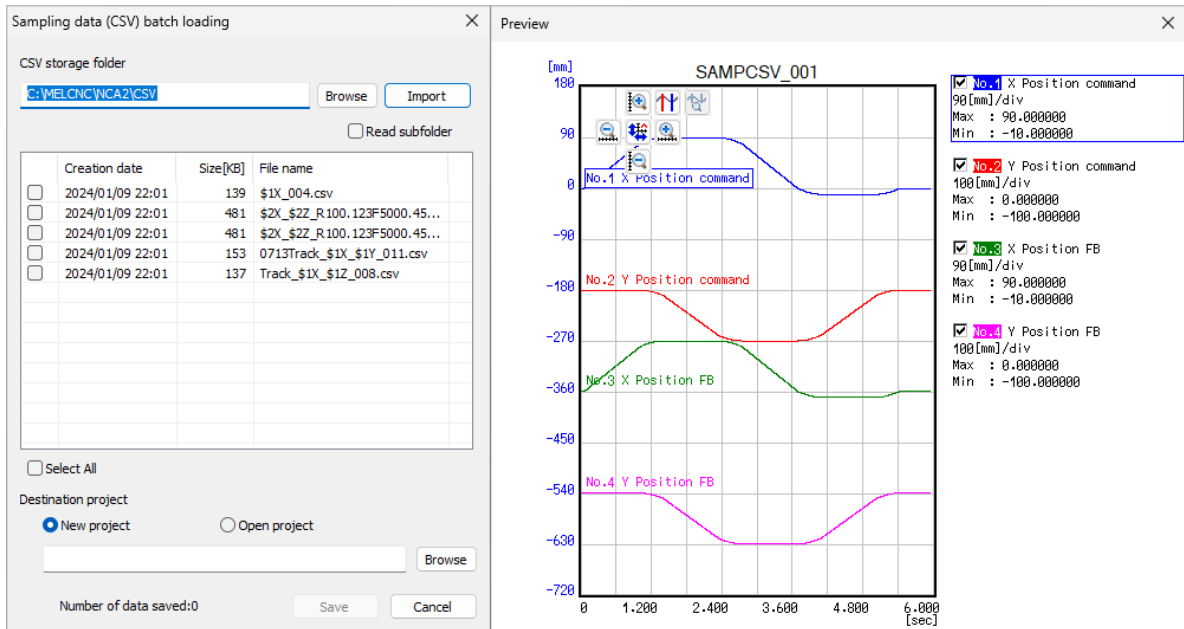 Sampling data (CSV) batch loading
CSV storage folder
C:\MELCNC\NCA2\CSV
Browse
Import
Read subfolder
Creation date Size[KB] File name
2024/01/09 22:01 139 $1X_004.csv
2024/01/09 22:01 481 $2X_$2Z_R100.123F5000.45...
2024/01/09 22:01 481 $2X_$2Z_R100.123F5000.45...
2024/01/09 22:01 153 0713Track_$1X_$1Y_011.csv
2024/01/09 22:01 137 Track_$1X_$1Z_008.csv
Select All
Destination project
New project
Open project
Browse
Number of data saved:0
Save
Cancel
Preview
SAMPCSV_001
[mm]
180
90
0
-90
-180
-270
-360
-450
-540
-630
-720
No.1 X Position command
No.2 Y Position command
No.3 X Position FB
No.4 Y Position FB
0 1.200 2.400 3.600 4.800 6.000
[sec]
No.1 X Position command
90[mm]/div
Max : 90.000000
Min : -10.000000
No.2 Y Position command
100[mm]/div
Max : 0.000000
Min : -100.000000
No.3 X Position FB
90[mm]/div
Max : 90.000000
Min : -10.000000
No.4 Y Position FB
100[mm]/div
Max : 0.000000
Min : -100.000000